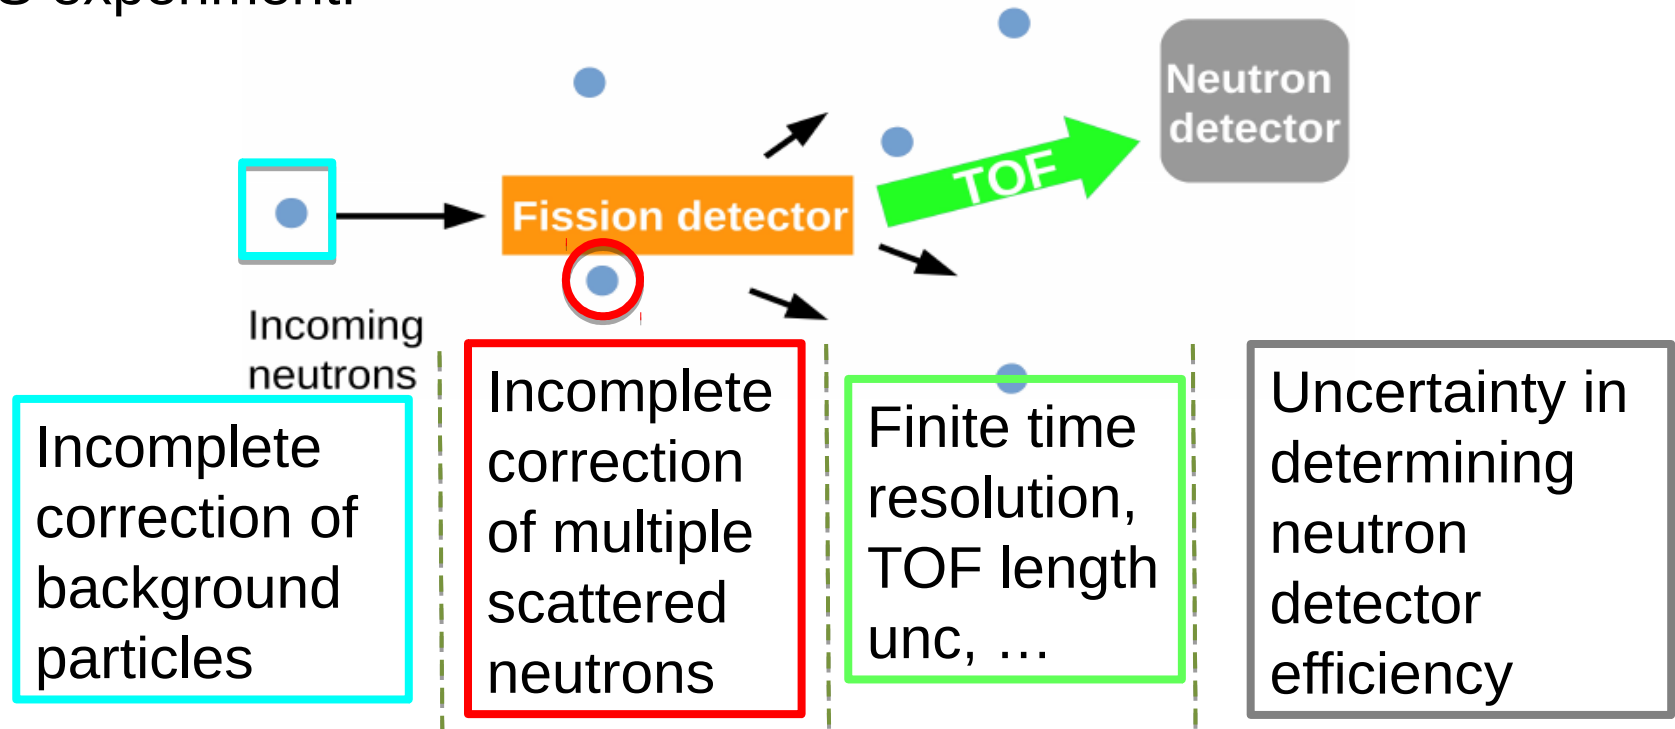 experiment.
Neutron
detector
TOF
Fission detector
Incoming
neutrons
Incomplete
correction of
background
particles
Incomplete
correction
of multiple
scattered
neutrons
Finite time
resolution,
TOF length
unc, …
Uncertainty in
determining
neutron
detector
efficiency